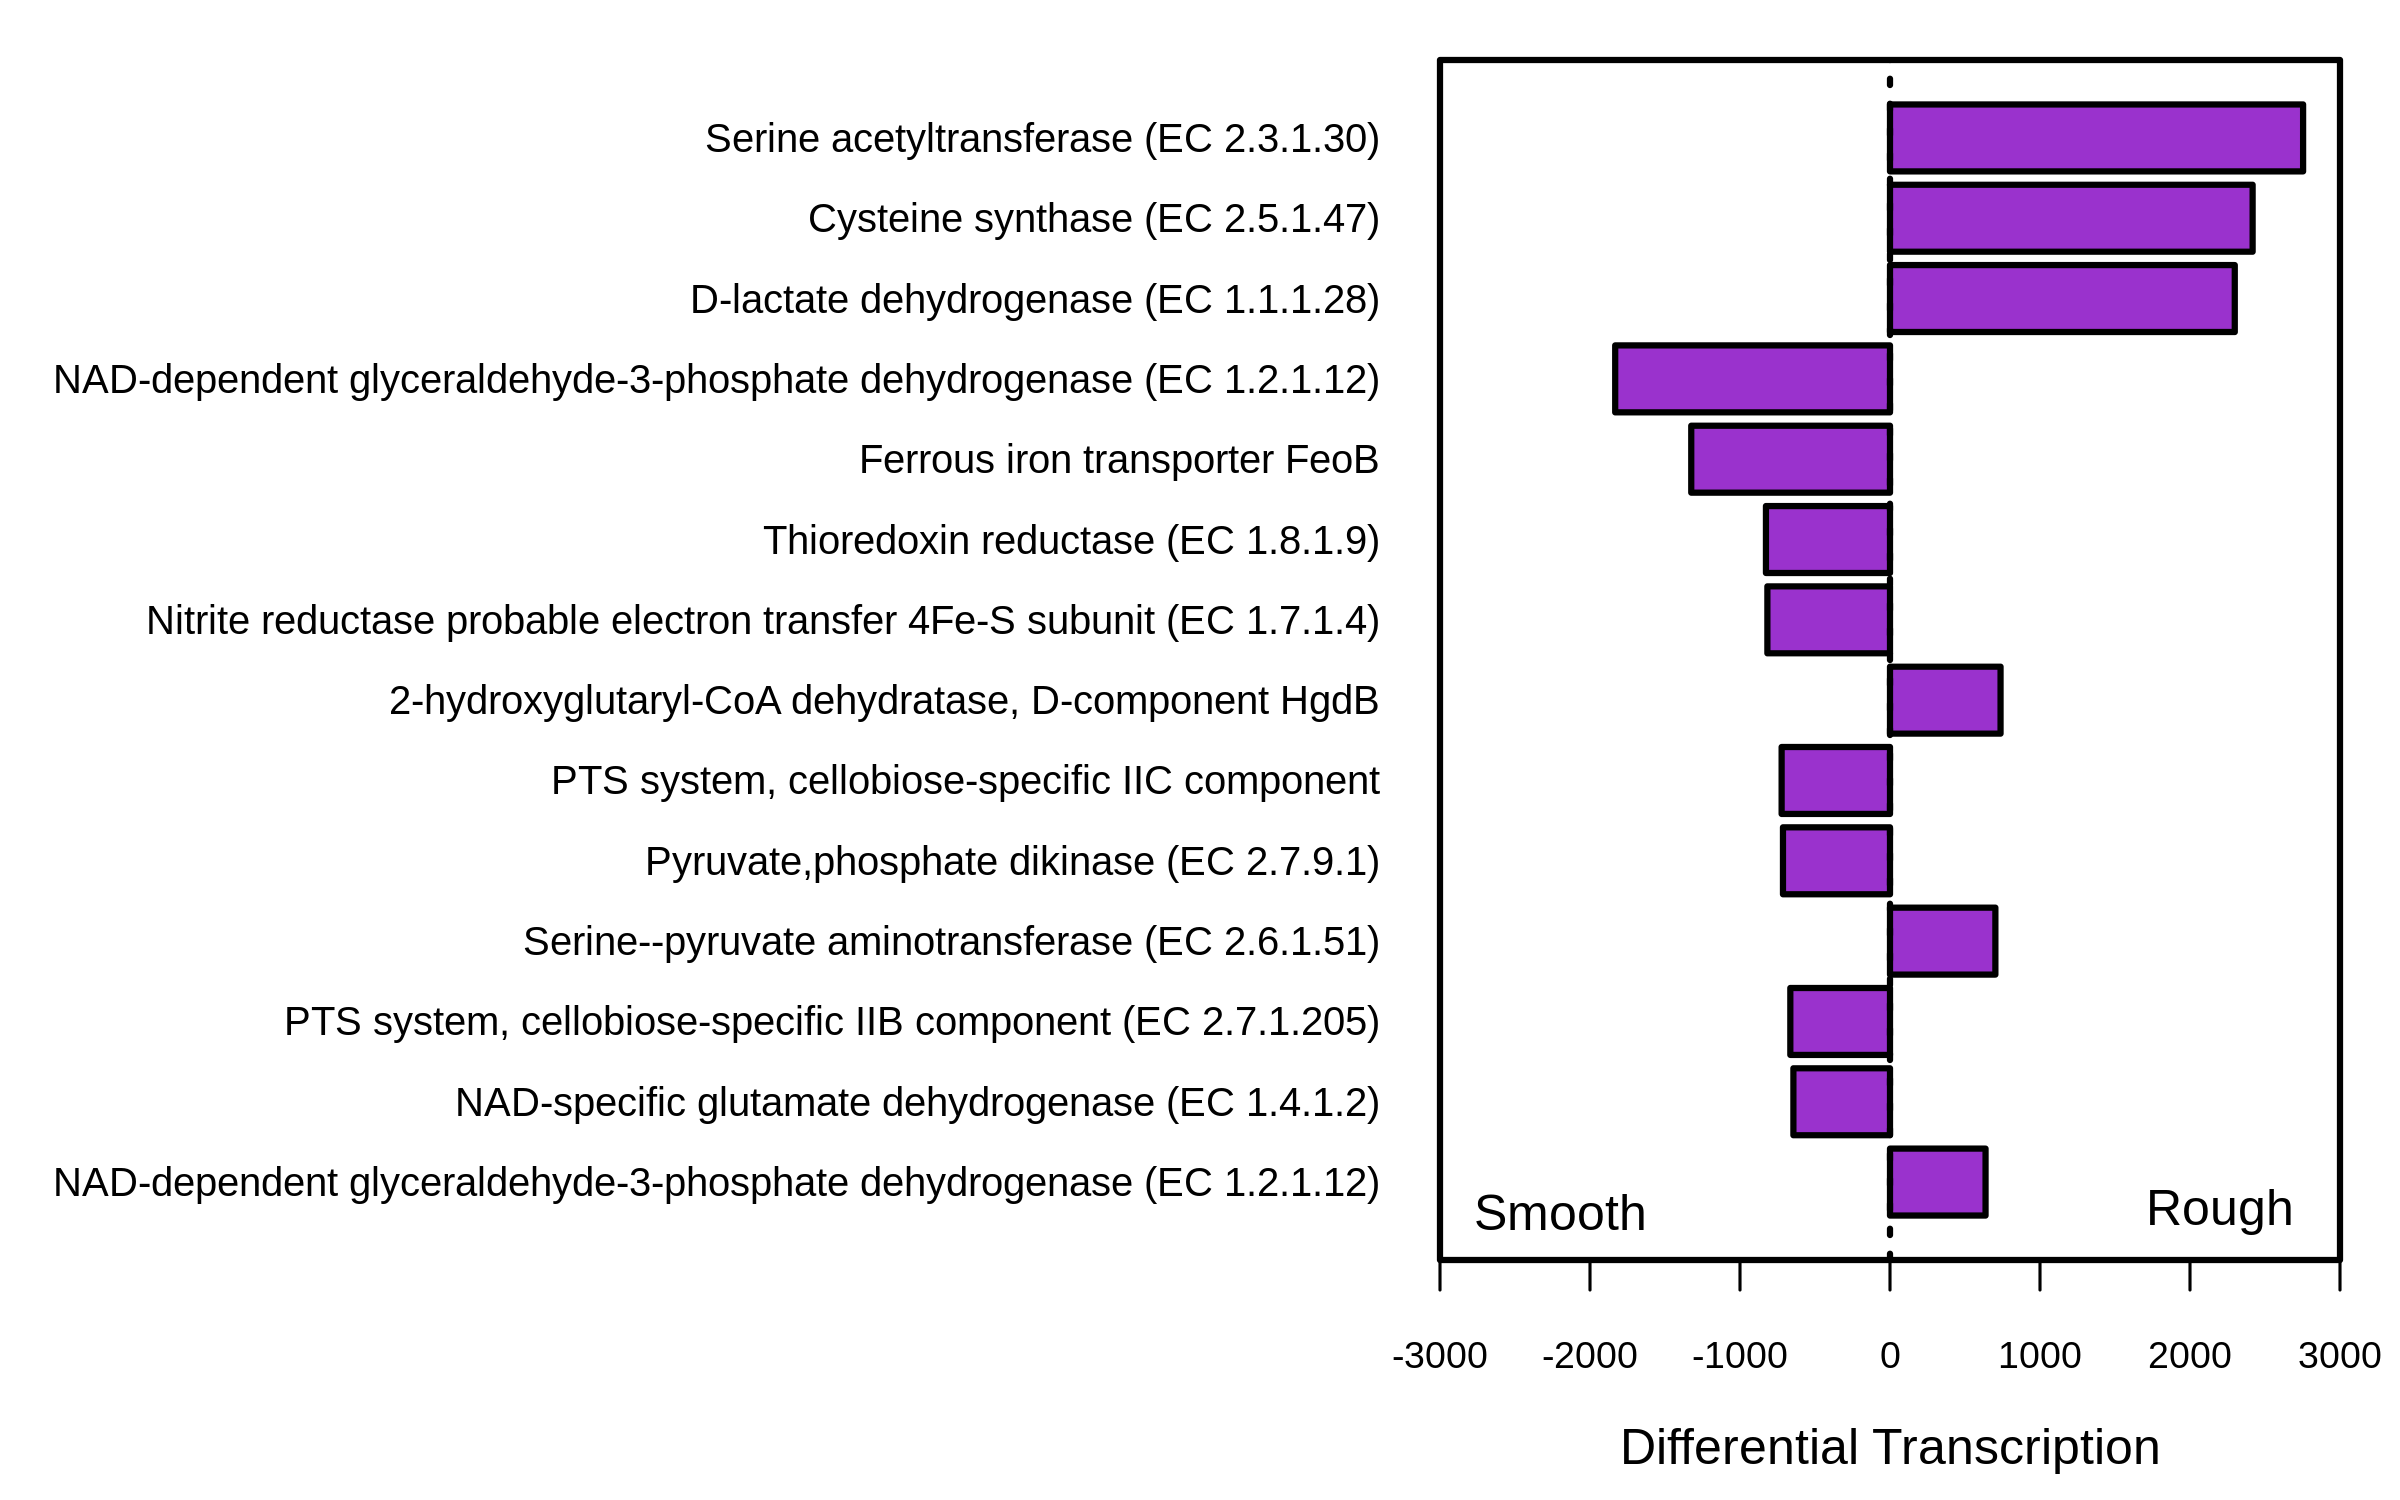 Serine acetyltransferase (EC 2.3.1.30)
Cysteine synthase (EC 2.5.1.47)
D-lactate dehydrogenase (EC 1.1.1.28)
NAD-dependent glyceraldehyde-3-phosphate dehydrogenase (EC 1.2.1.12)
Ferrous iron transporter FeoB
Thioredoxin reductase (EC 1.8.1.9)
Nitrite reductase probable electron transfer 4Fe-S subunit (EC 1.7.1.4)
2-hydroxyglutaryl-CoA dehydratase, D-component HgdB
PTS system, cellobiose-specific IIC component
Pyruvate,phosphate dikinase (EC 2.7.9.1)
Serine--pyruvate aminotransferase (EC 2.6.1.51)
PTS system, cellobiose-specific IIB component (EC 2.7.1.205)
NAD-specific glutamate dehydrogenase (EC 1.4.1.2)
NAD-dependent glyceraldehyde-3-phosphate dehydrogenase (EC 1.2.1.12)
Smooth Rough
-3000 -2000 -1000 0 1000 2000 3000
Differential Transcription